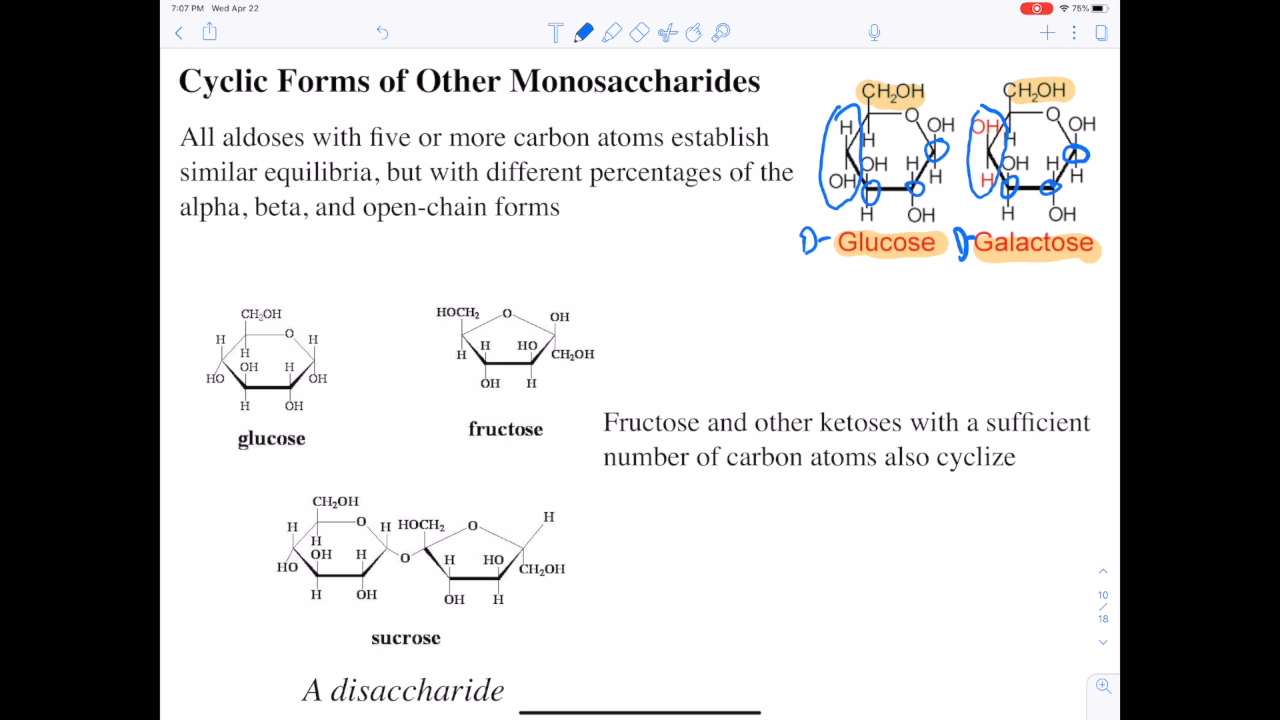 7:07 PM Wed Apr 22
75%
T
Cyclic Forms of Other Monosaccharides
All aldoses with five or more carbon atoms establish
similar equilibria, but with different percentages of the
alpha, beta, and open-chain forms
CH₂OH
O
H
OH
H
OH
H
OH
H
H
OH
D- Glucose
CH₂OH
O
OH
OH
H
OH
H
H
H
H
OH
D- Galactose
CH₂OH
O
H
H
H
OH
H
HO
OH
H
OH
glucose
HOCH₂
O
OH
H
HO
H
CH₂OH
OH
H
fructose
Fructose and other ketoses with a sufficient
number of carbon atoms also cyclize
CH₂OH
O
H
H
H
OH
H
HO
H
OH
O
HOCH₂
O
H
H
HO
CH₂OH
OH
H
sucrose
A disaccharide
10
/
18